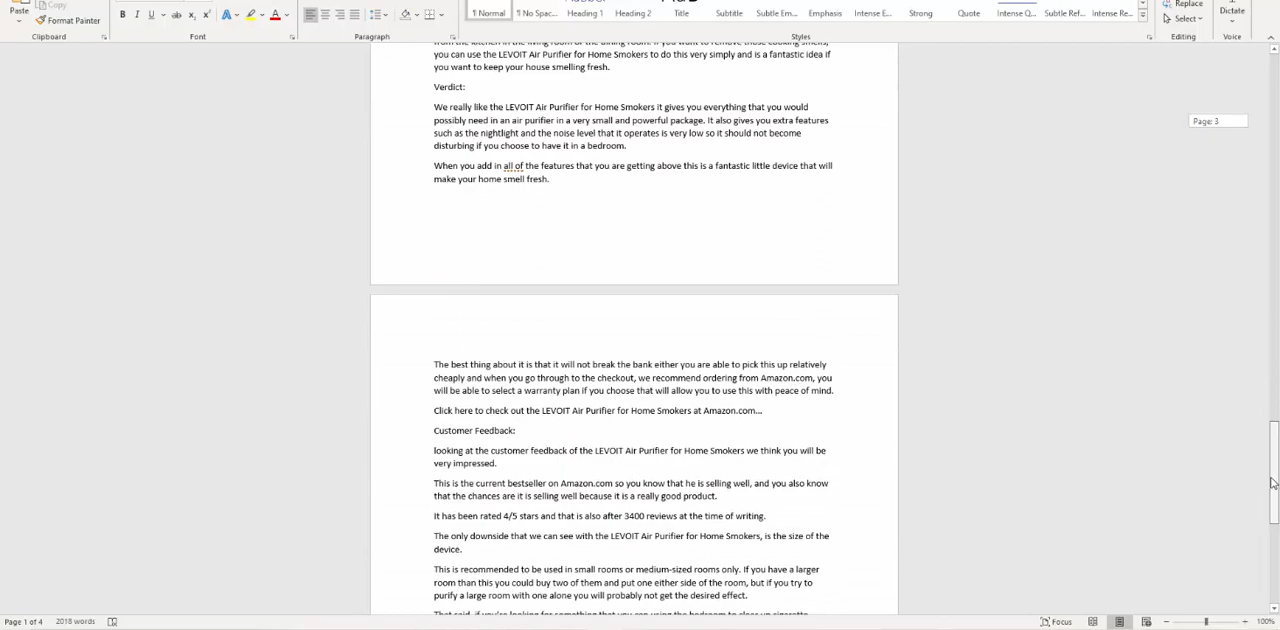 Paste
Copy
Format Painter
Clipboard
B I U ab x₂ x² A A
Font
Paragraph
¶ Normal ¶ No Spac... Heading 1 Heading 2 Title Subtitle Subtle Em... Emphasis Intense E... Strong Quote Intense Q... Subtle Ref... Intense Re...
Styles
Replace
Select
Editing
Dictate
Voice
you can use the LEVOIT Air Purifier for Home Smokers to do this very simply and is a fantastic idea if
you want to keep your house smelling fresh.
Verdict:
We really like the LEVOIT Air Purifier for Home Smokers it gives you everything that you would
possibly need in an air purifier in a very small and powerful package. It also gives you extra features
such as the nightlight and the noise level that it operates is very low so it should not become
disturbing if you choose to have it in a bedroom.
When you add in all of the features that you are getting above this is a fantastic little device that will
make your home smell fresh.
Page: 3
The best thing about it is that it will not break the bank either you are able to pick this up relatively
cheaply and when you go through to the checkout, we recommend ordering from Amazon.com, you
will be able to select a warranty plan if you choose that will allow you to use this with peace of mind.
Click here to check out the LEVOIT Air Purifier for Home Smokers at Amazon.com...
Customer Feedback:
looking at the customer feedback of the LEVOIT Air Purifier for Home Smokers we think you will be
very impressed.
This is the current bestseller on Amazon.com so you know that he is selling well, and you also know
that the chances are it is selling well because it is a really good product.
It has been rated 4/5 stars and that is also after 3400 reviews at the time of writing.
The only downside that we can see with the LEVOIT Air Purifier for Home Smokers, is the size of the
device.
This is recommended to be used in small rooms or medium-sized rooms only. If you have a larger
room than this you could buy two of them and put one either side of the room, but if you try to
purify a large room with one alone you will probably not get the desired effect.
Page 1 of 4 2018 words
Focus
100%